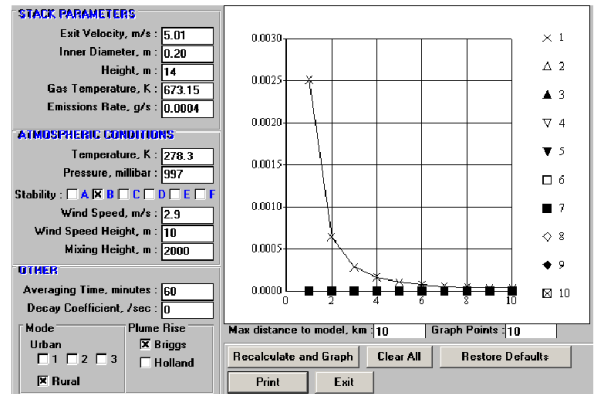 STACK PARAMETERS
Exit Velocity, m/s : 5.01
Inner Diameter, m : 0.20
Height, m : 14
Gas Temperature, K : 673.15
Emissions Rate, g/s : 0.0004
ATMOSPHERIC CONDITIONS
Temperature, K : 278.3
Pressure, millibar : 997
Stability : A B C D E F
Wind Speed, m/s : 2.9
Wind Speed Height, m : 10
Mixing Height, m : 2000
OTHER
Averaging Time, minutes : 60
Decay Coefficient, /sec : 0
Mode
Urban
1 2 3
Rural
Plume Rise
Briggs
Holland
0.0030
0.0025
0.0020
0.0015
0.0010
0.0005
0.0000
0 2 4 6 8 10
1
2
3
4
5
6
7
8
9
10
Max distance to model, km : 10 Graph Points : 10
Recalculate and Graph Clear All Restore Defaults
Print Exit